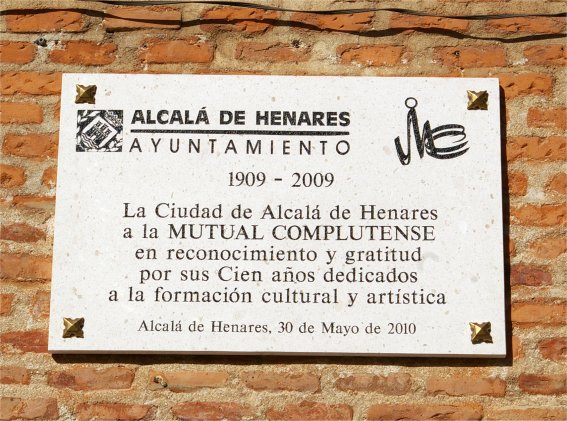 ALCALÁ DE HENARES
AYUNTAMIENTO
1909 - 2009
La Ciudad de Alcalá de Henares
a la MUTUAL COMPLUTENSE
en reconocimiento y gratitud
por sus Cien años dedicados
a la formación cultural y artística
Alcalá de Henares, 30 de Mayo de 2010